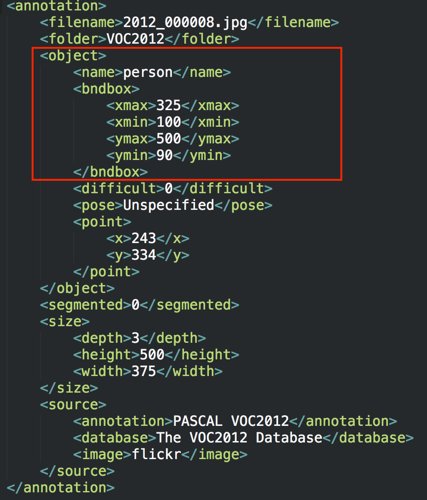 <annotation>
<filename>2012_000008.jpg</filename>
<folder>VOC2012</folder>
<object>
<name>person</name>
<bndbox>
<xmax>325</xmax>
<xmin>100</xmin>
<ymax>500</ymax>
<ymin>90</ymin>
</bndbox>
<difficult>0</difficult>
<pose>Unspecified</pose>
<point>
<x>243</x>
<y>334</y>
</point>
</object>
<segmented>0</segmented>
<size>
<depth>3</depth>
<height>500</height>
<width>375</width>
</size>
<source>
<annotation>PASCAL VOC2012</annotation>
<database>The VOC2012 Database</database>
<image>flickr</image>
</source>
</annotation>